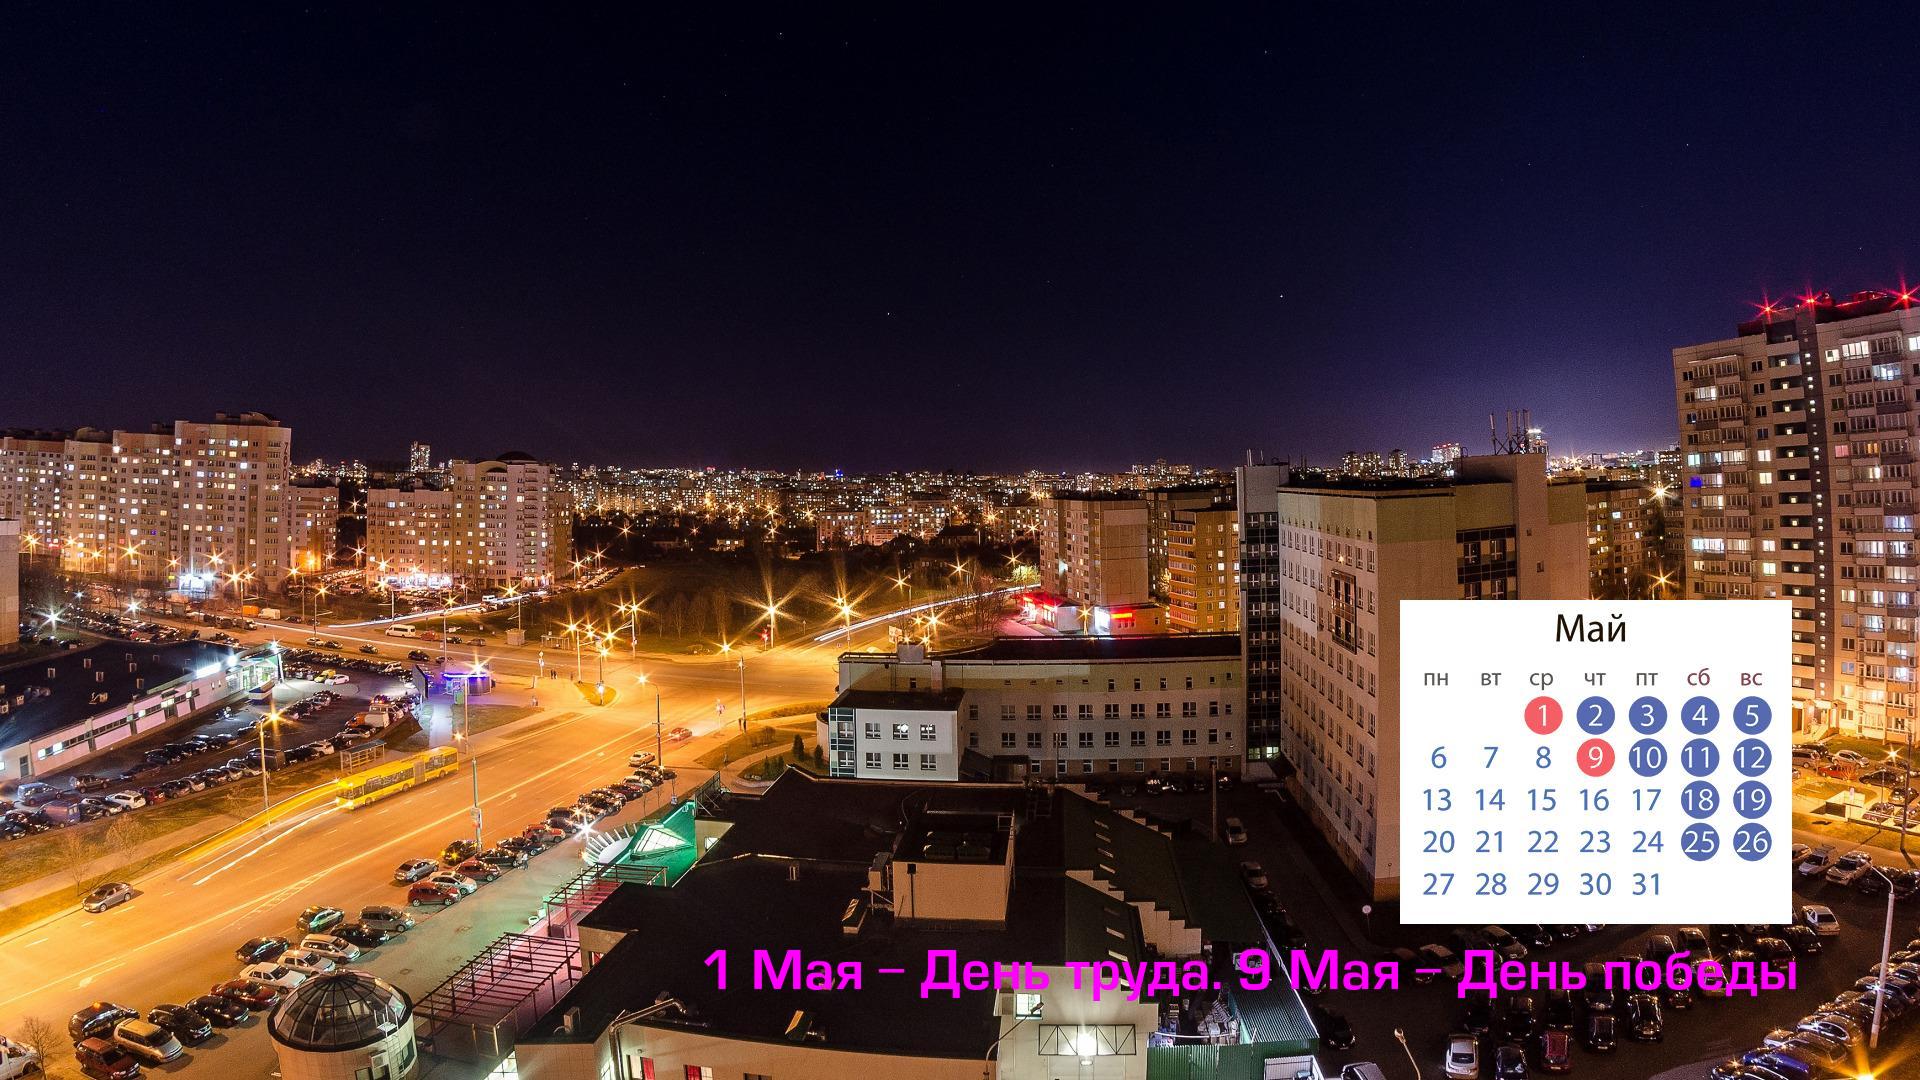 Май
пн вт ср чт пт сб вс
1 2 3 4 5
6 7 8 9 10 11 12
13 14 15 16 17 18 19
20 21 22 23 24 25 26
27 28 29 30 31
1 Мая – День труда. 9 Мая – День победы